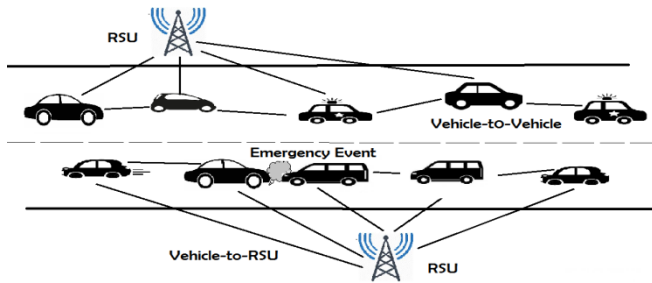 RSU
Vehicle-to-Vehicle
Emergency Event
Vehicle-to-RSU
RSU